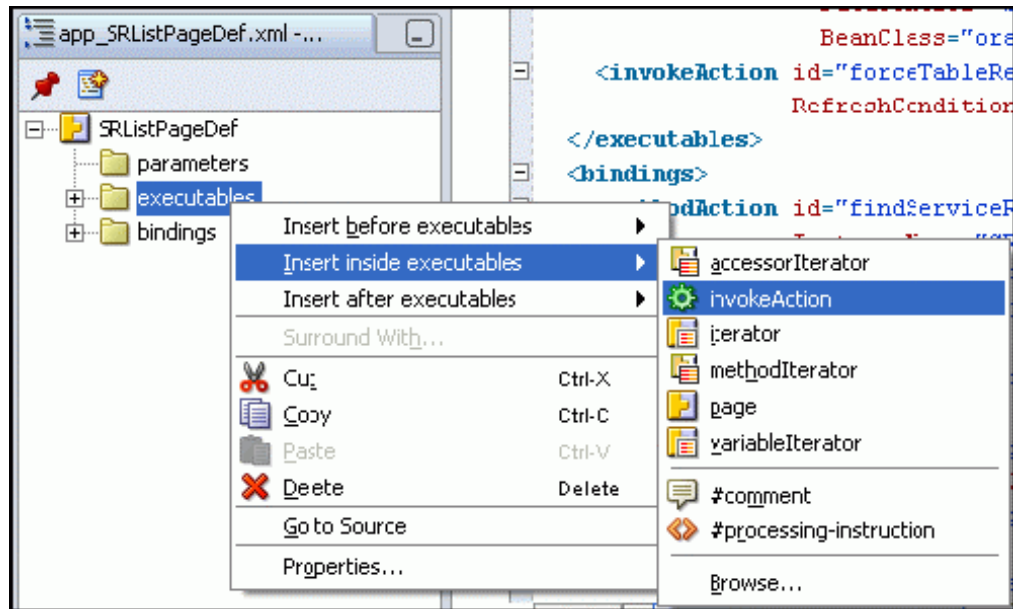 app_SRListPageDef.xml -...
SRListPageDef
parameters
executables
bindings
BeanClass="ora
<invokeAction id="forceTableRe
RefreshCondition
</executables>
<bindings>
odAction id="findServiceR
Insert before executables
Insert inside executables
Insert after executables
Surround With...
Cut Ctrl-X
Copy Ctrl-C
Paste Ctrl-V
Delete Delete
Go to Source
Properties...
accessorIterator
invokeAction
iterator
methodIterator
page
variableIterator
#comment
#processing-instruction
Browse...